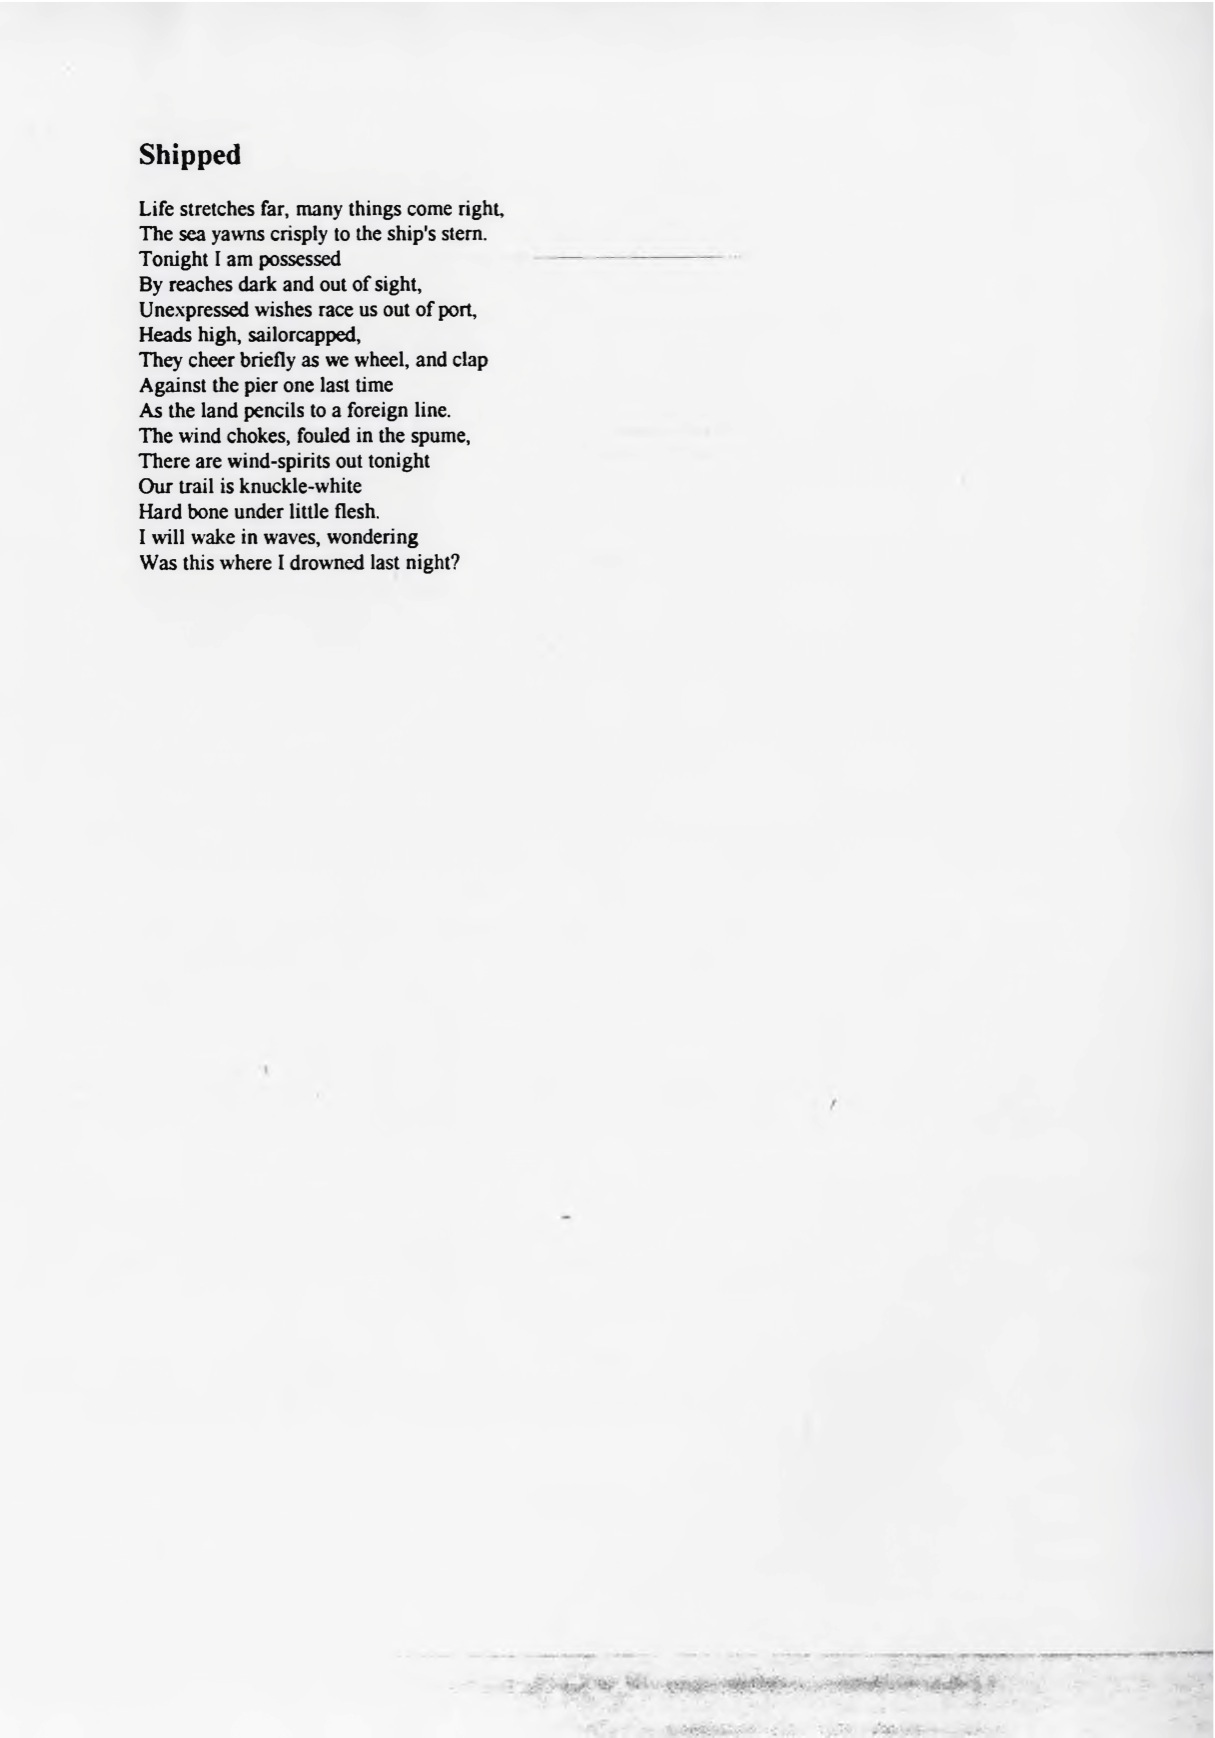 Shipped
Life stretches far, many things come right,
The sea yawns crisply to the ship's stern.
Tonight I am possessed
By reaches dark and out of sight,
Unexpressed wishes race us out of port,
Heads high, sailorcapped,
They cheer briefly as we wheel, and clap
Against the pier one last time
As the land pencils to a foreign line.
The wind chokes, fouled in the spume,
There are wind-spirits out tonight
Our trail is knuckle-white
Hard bone under little flesh.
I will wake in waves, wondering
Was this where I drowned last night?